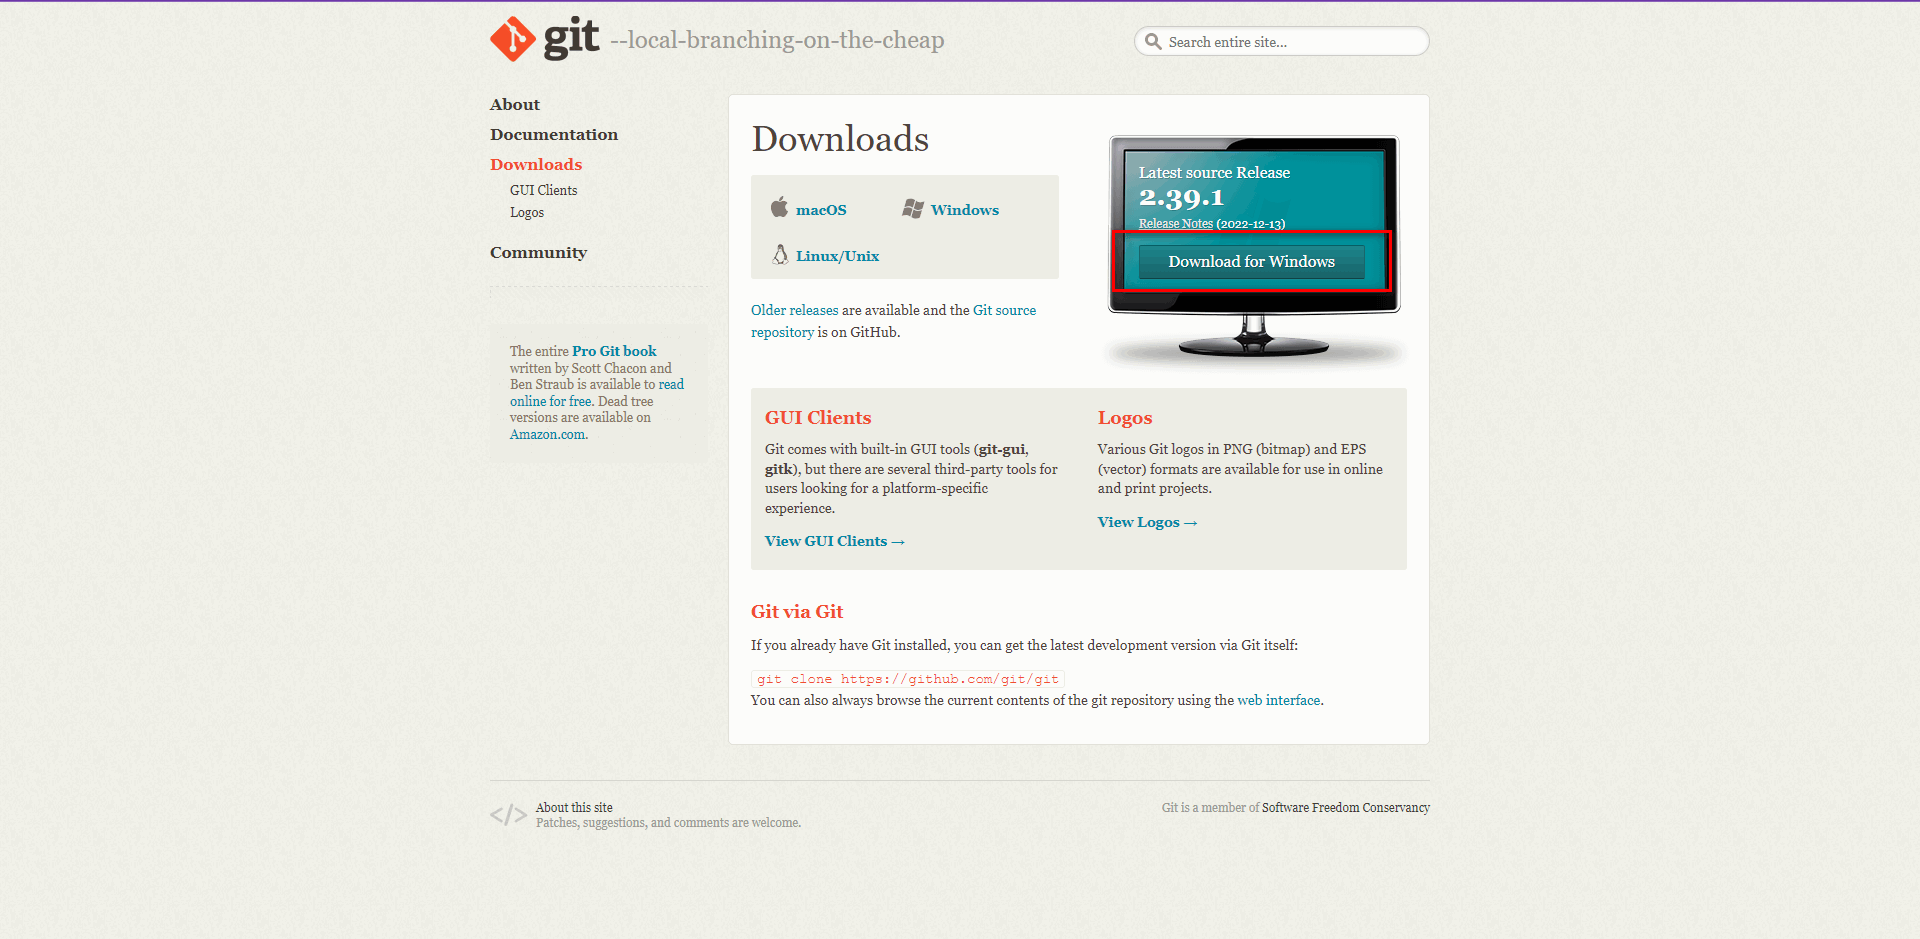 git --local-branching-on-the-cheap
Search entire site...
About
Documentation
Downloads
GUI Clients
Logos
Community
The entire Pro Git book
written by Scott Chacon and
Ben Straub is available to read
online for free. Dead tree
versions are available on
Amazon.com.
Downloads
macOS
Windows
Linux/Unix
Older releases are available and the Git source
repository is on GitHub.
Latest source Release
2.39.1
Release Notes (2022-12-13)
Download for Windows
GUI Clients
Git comes with built-in GUI tools (git-gui,
gitk), but there are several third-party tools for
users looking for a platform-specific
experience.
View GUI Clients →
Logos
Various Git logos in PNG (bitmap) and EPS
(vector) formats are available for use in online
and print projects.
View Logos →
Git via Git
If you already have Git installed, you can get the latest development version via Git itself:
git clone https://github.com/git/git
You can also always browse the current contents of the git repository using the web interface.
</> About this site
Patches, suggestions, and comments are welcome.
Git is a member of Software Freedom Conservancy